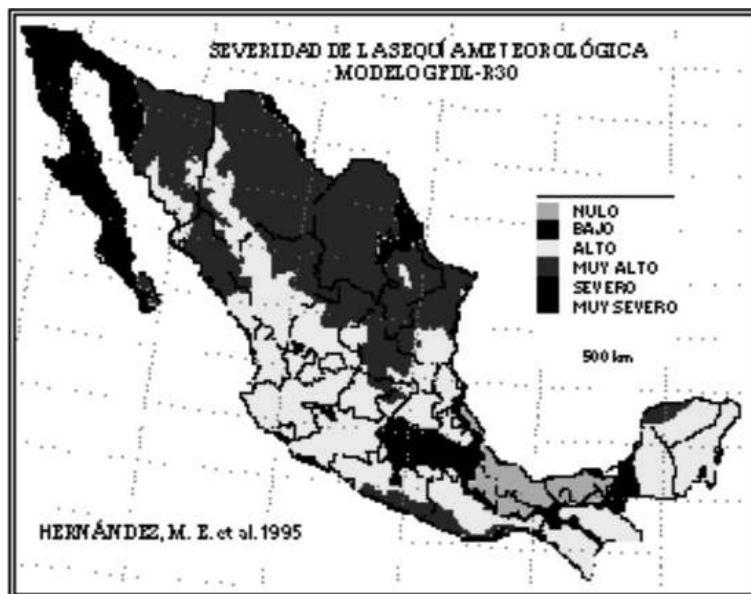 SEVERIDAD DE LA SEQUÍA METEOROLÓGICA
MODELO GFDL-R30
NULO
BAJO
ALTO
MUY ALTO
SEVERO
MUY SEVERO
500 km
HERNÁNDEZ, M. E. et al. 1995